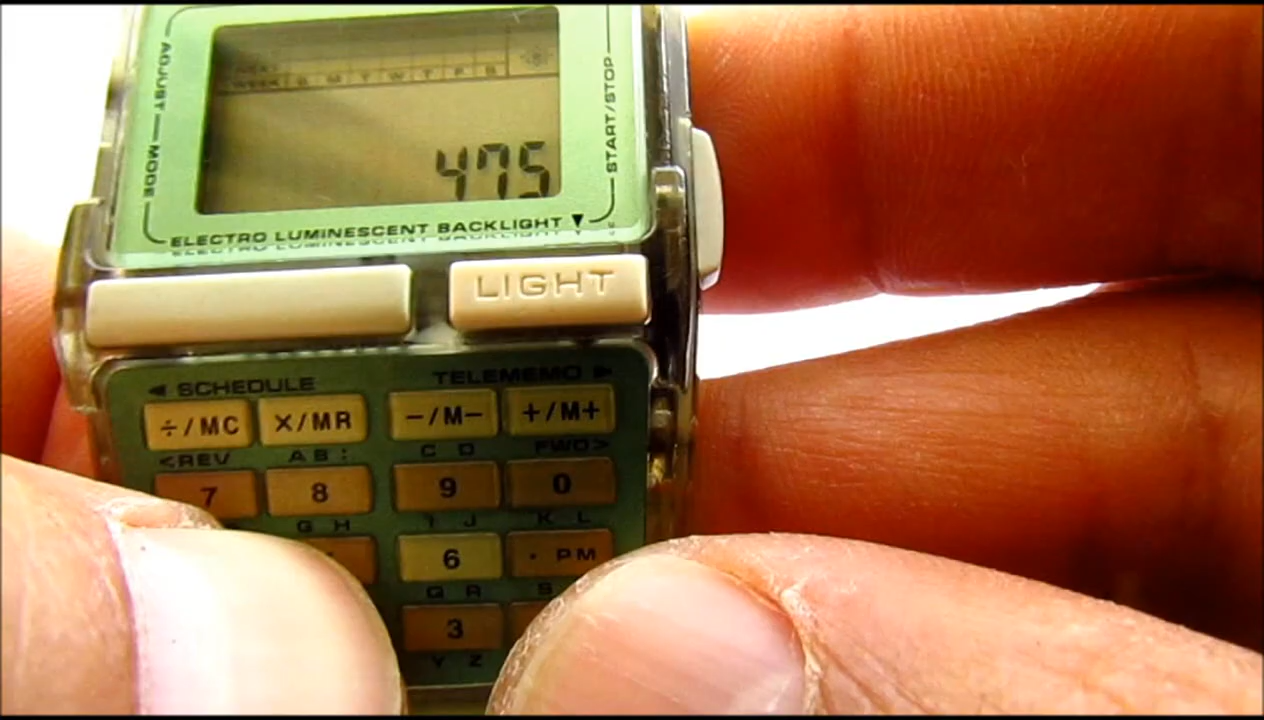 ADJUST — MODE
START/STOP
WEEK S M T W T F S
475
ELECTRO LUMINESCENT BACKLIGHT ▼
LIGHT
◀ SCHEDULE TELEMEMO ▶
÷/MC ×/MR −/M− +/M+
<REV A B : C D FWD>
7 8 9 0
G H I J K L
6 · PM
Q R S
3
Y Z